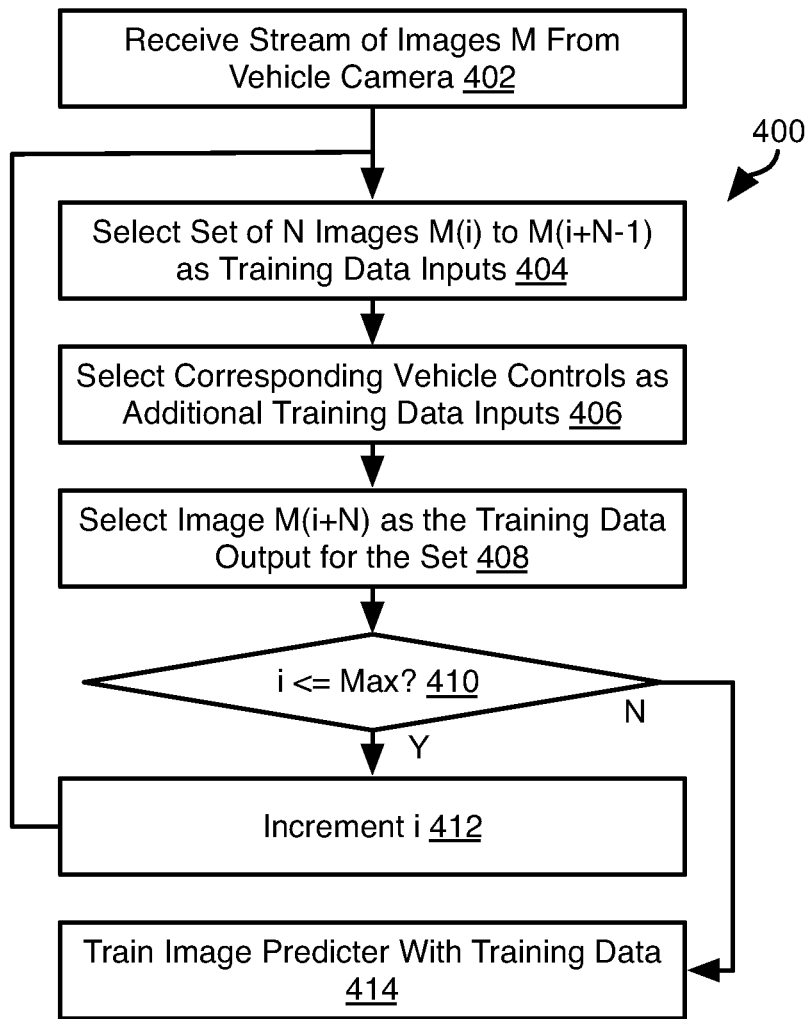 Receive Stream of Images M From
Vehicle Camera 402
400
Select Set of N Images M(i) to M(i+N-1)
as Training Data Inputs 404
Select Corresponding Vehicle Controls as
Additional Training Data Inputs 406
Select Image M(i+N) as the Training Data
Output for the Set 408
i <= Max? 410
N
Y
Increment i 412
Train Image Predicter With Training Data
414